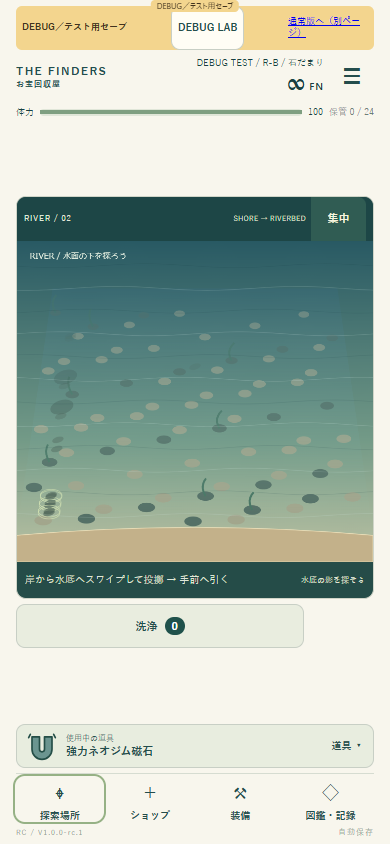 DEBUG／テスト用セーブ
DEBUG／テスト用セーブ
DEBUG LAB
通常版へ（別ページ）
THE FINDERS
お宝回収屋
DEBUG TEST / R-B / 石だまり
∞ FN
体力
100
保管 0 / 24
RIVER / 02
SHORE → RIVERBED
集中
RIVER / 水面の下を探ろう
岸から水底へスワイプして投擲 → 手前へ引く
水底の影を探そう
洗浄 0
使用中の道具
強力ネオジム磁石
道具
探索場所
ショップ
装備
図鑑・記録
RC / V1.0.0-rc.1
自動保存